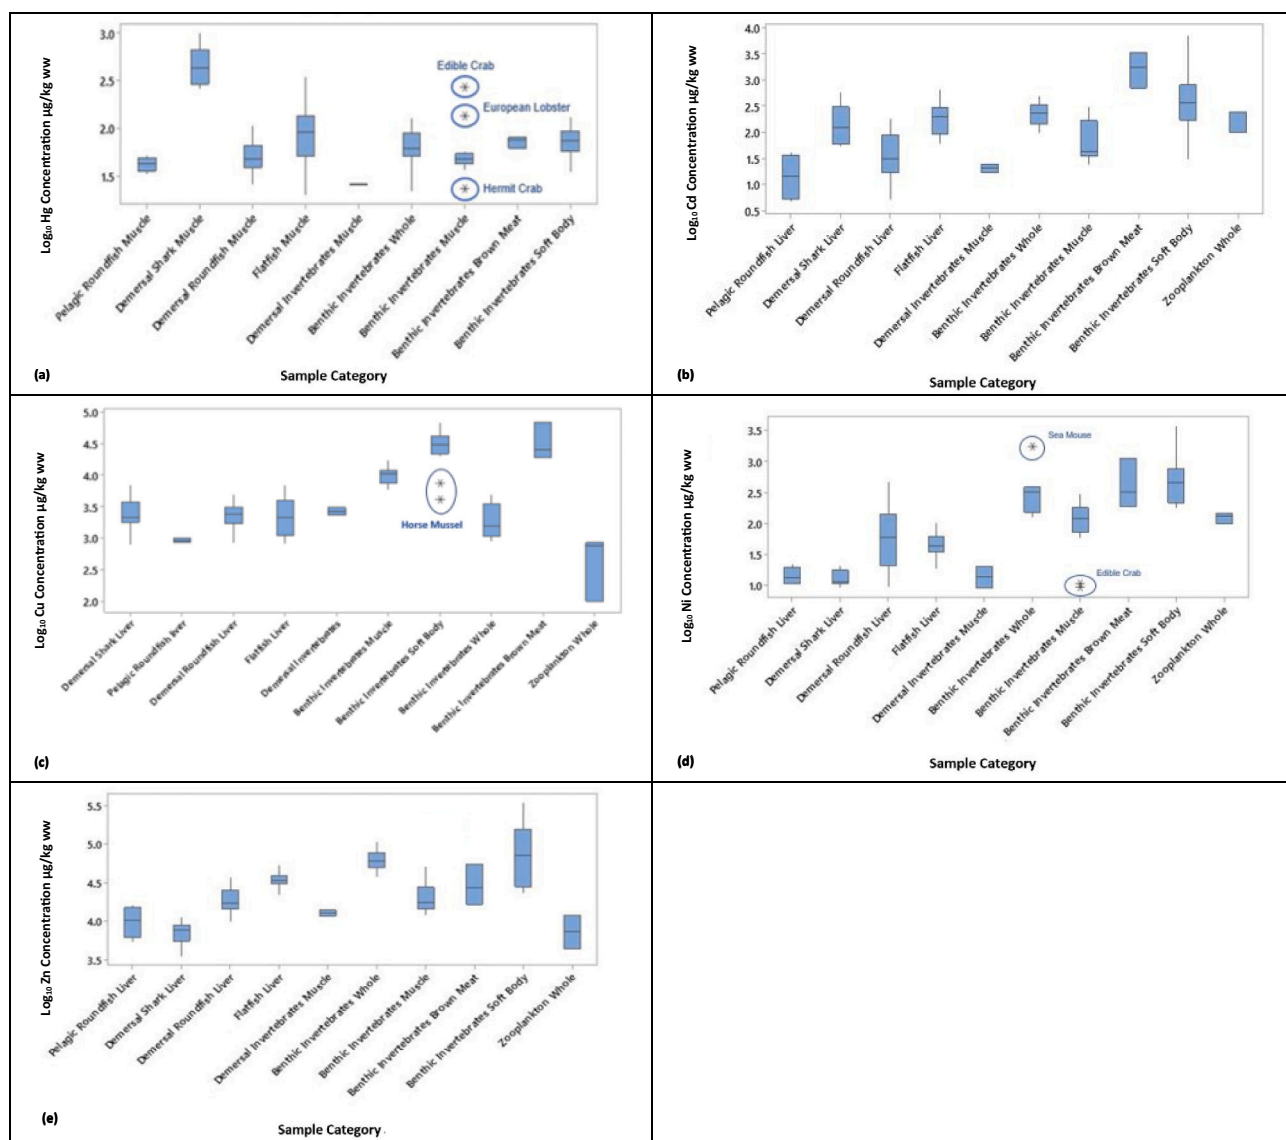 Log₁₀ Hg Concentration µg/kg ww
3.0
2.5
2.0
1.5
Edible Crab
European Lobster
Hermit Crab
Pelagic Roundfish Muscle
Demersal Shark Muscle
Demersal Roundfish Muscle
Flatfish Muscle
Demersal Invertebrates Muscle
Benthic Invertebrates Whole
Benthic Invertebrates Muscle
Benthic Invertebrates Brown Meat
Benthic Invertebrates Soft Body
(a)
Sample Category
Log₁₀ Cd Concentration µg/kg ww
4.0
3.5
3.0
2.5
2.0
1.5
1.0
0.5
Pelagic Roundfish Liver
Demersal Shark Liver
Demersal Roundfish Liver
Flatfish Liver
Demersal Invertebrates Muscle
Benthic Invertebrates Whole
Benthic Invertebrates Muscle
Benthic Invertebrates Brown Meat
Benthic Invertebrates Soft Body
Zooplankton Whole
(b)
Sample Category
Log₁₀ Cu Concentration µg/kg ww
5.0
4.5
4.0
3.5
3.0
2.5
2.0
Horse Mussel
Demersal Shark Liver
Pelagic Roundfish liver
Demersal Roundfish Liver
Flatfish Liver
Demersal Invertebrates
Benthic Invertebrates Muscle
Benthic Invertebrates Soft Body
Benthic Invertebrates Whole
Benthic Invertebrates Brown Meat
Zooplankton Whole
(c)
Log₁₀ Ni Concentration µg/kg ww
3.5
3.0
2.5
2.0
1.5
1.0
Sea Mouse
Edible Crab
Pelagic Roundfish Liver
Demersal Shark Liver
Demersal Roundfish Liver
Flatfish Liver
Demersal Invertebrates Muscle
Benthic Invertebrates Whole
Benthic Invertebrates Muscle
Benthic Invertebrates Brown Meat
Benthic Invertebrates Soft Body
Zooplankton Whole
(d)
Sample Category
Log₁₀ Zn Concentration µg/kg ww
5.5
5.0
4.5
4.0
3.5
Pelagic Roundfish Liver
Demersal Shark Liver
Demersal Roundfish Liver
Flatfish Liver
Demersal Invertebrates Muscle
Benthic Invertebrates Whole
Benthic Invertebrates Muscle
Benthic Invertebrates Brown Meat
Benthic Invertebrates Soft Body
Zooplankton Whole
(e)
Sample Category